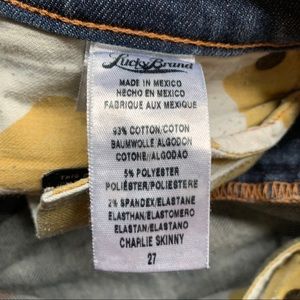 Lucky Brand
MADE IN MEXICO
HECHO EN MEXICO
FABRIQUE AUX MEXIQUE
93% COTTON/COTON
BAUMWOLLE ALGODON
COTONE//ALGODAO
5% POLYESTER
POLIÉSTER/POLIESTERE
2% SPANDEX/ELASTANE
ELASTHAN/ELASTOMERO
ELASTAN/ELASTANO
CHARLIE SKINNY
27